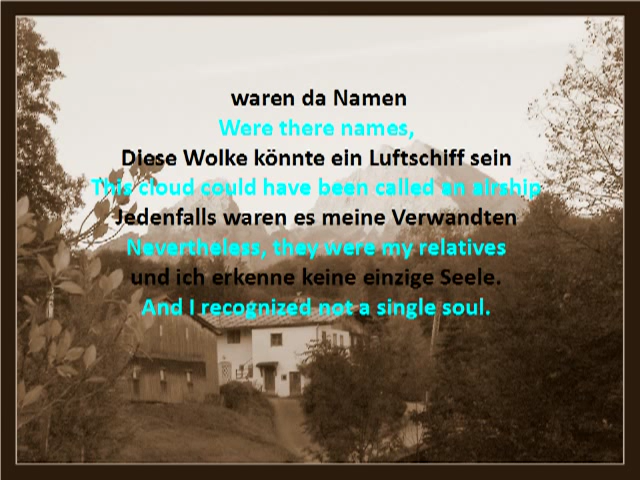 waren da Namen
Were there names,
Diese Wolke könnte ein Luftschiff sein
This cloud could have been called an airship
Jedenfalls waren es meine Verwandten
Nevertheless, they were my relatives
und ich erkenne keine einzige Seele.
And I recognized not a single soul.